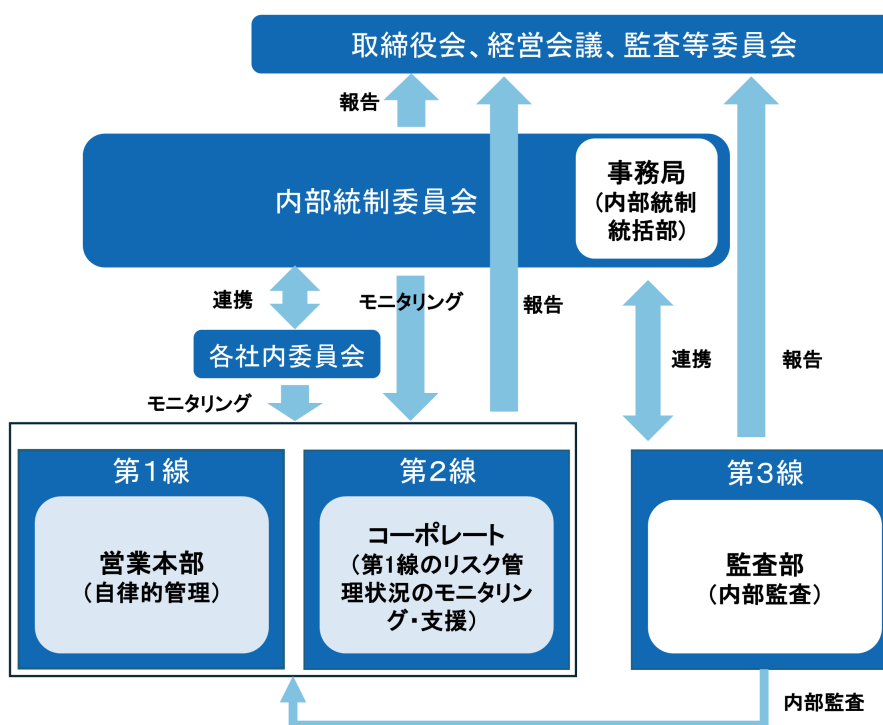 取締役会、経営会議、監査等委員会
報告
内部統制委員会
事務局
(内部統制
統括部)
連携
モニタリング
報告
各社内委員会
モニタリング
連携
報告
第1線
営業本部
(自律的管理)
第2線
コーポレート
(第1線のリスク管
理状況のモニタリン
グ・支援)
第3線
監査部
(内部監査)
内部監査